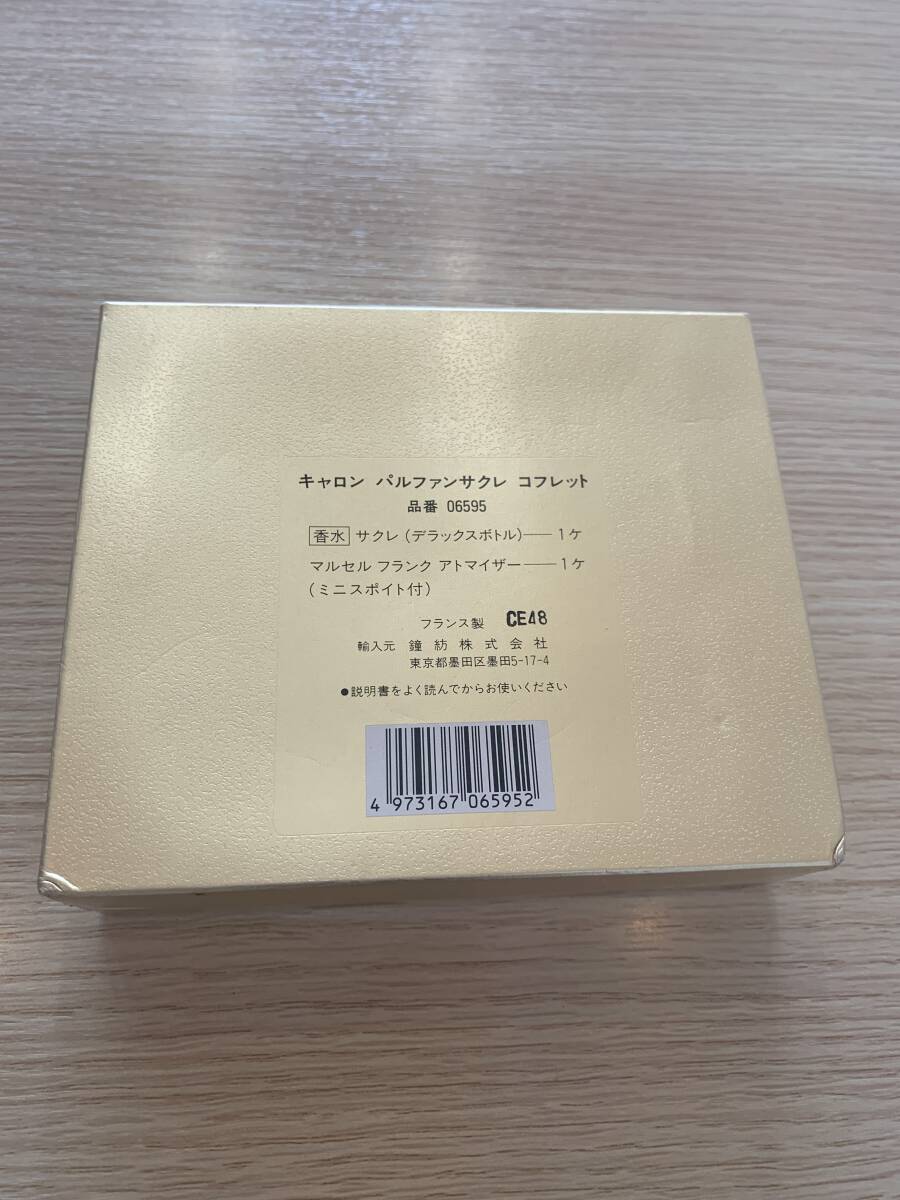 キャロン パルファンサクレ コフレット
品番 06595
香水 サクレ(デラックスボトル)―― 1ケ
マルセル フランク アトマイザー―― 1ケ
(ミニスポイト付)
フランス製 CE48
輸入元 鐘紡株式会社
東京都墨田区墨田5-17-4
●説明書をよく読んでからお使いください
4 973167 065952